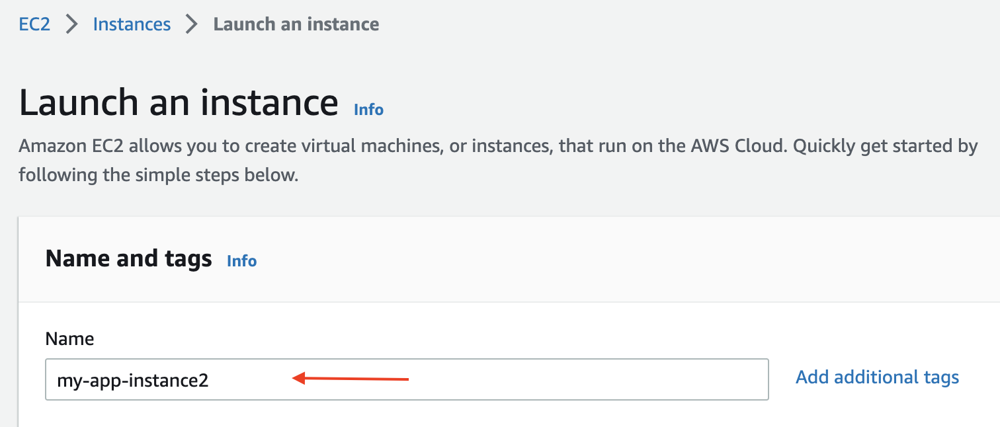 EC2 > Instances > Launch an instance
Launch an instance Info
Amazon EC2 allows you to create virtual machines, or instances, that run on the AWS Cloud. Quickly get started by
following the simple steps below.
Name and tags Info
Name
my-app-instance2
Add additional tags